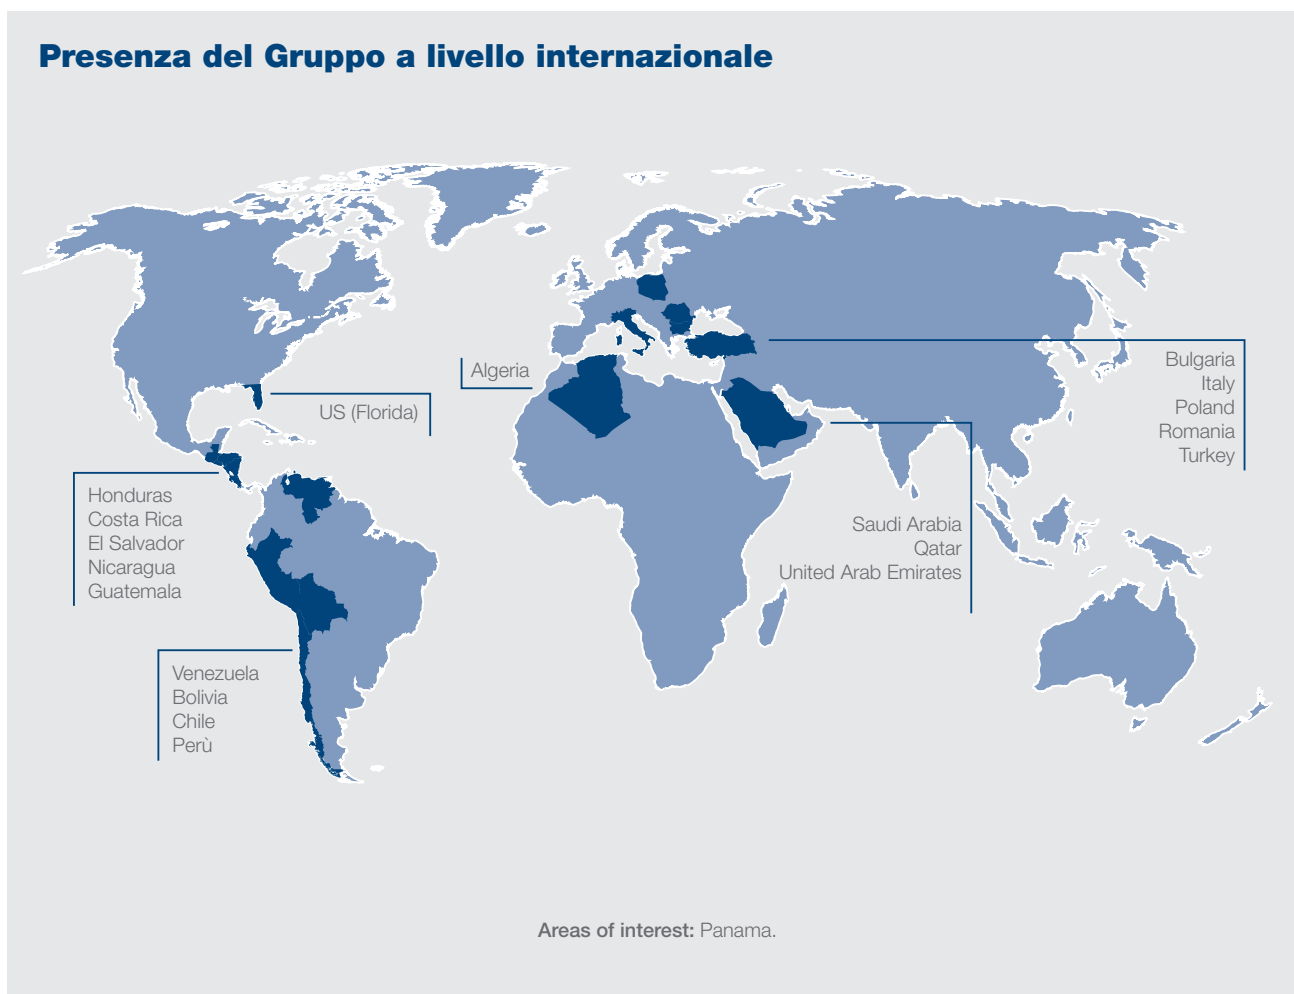 Presenza del Gruppo a livello internazionale
Algeria
US (Florida)
Bulgaria
Italy
Poland
Romania
Turkey
Honduras
Costa Rica
El Salvador
Nicaragua
Guatemala
Saudi Arabia
Qatar
United Arab Emirates
Venezuela
Bolivia
Chile
Perù
Areas of interest: Panama.